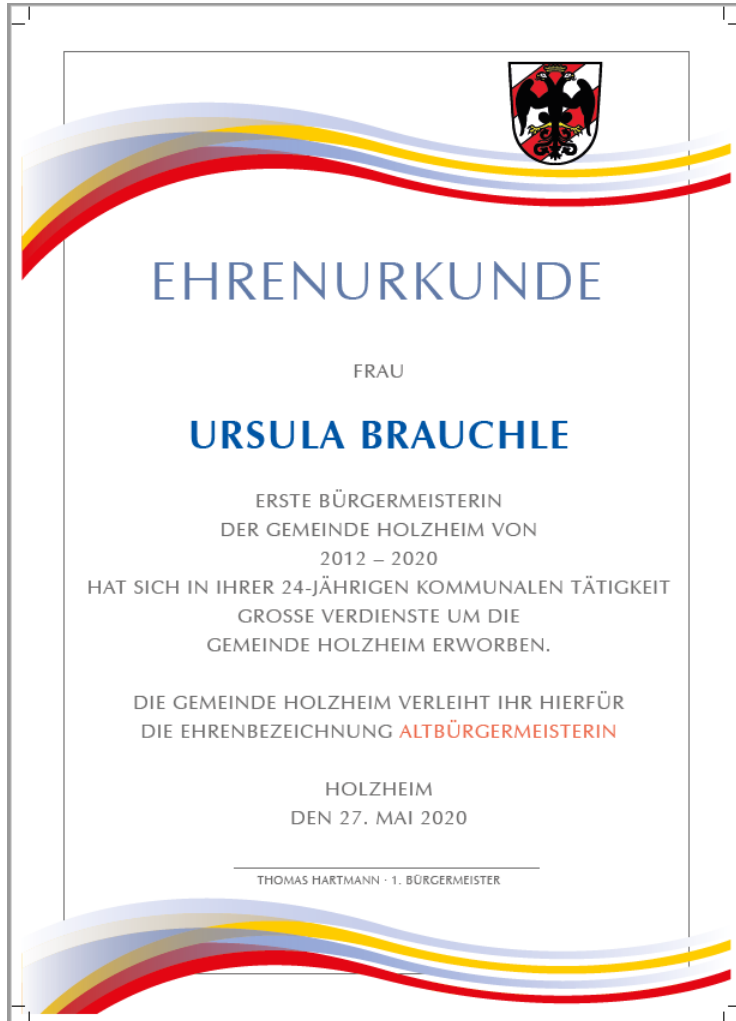 EHRENURKUNDE
FRAU
URSULA BRAUCHLE
ERSTE BÜRGERMEISTERIN
DER GEMEINDE HOLZHEIM VON
2012 – 2020
HAT SICH IN IHRER 24-JÄHRIGEN KOMMUNALEN TÄTIGKEIT
GROSSE VERDIENSTE UM DIE
GEMEINDE HOLZHEIM ERWORBEN.
DIE GEMEINDE HOLZHEIM VERLEIHT IHR HIERFÜR
DIE EHRENBEZEICHNUNG ALTBÜRGERMEISTERIN
HOLZHEIM
DEN 27. MAI 2020
THOMAS HARTMANN · 1. BÜRGERMEISTER